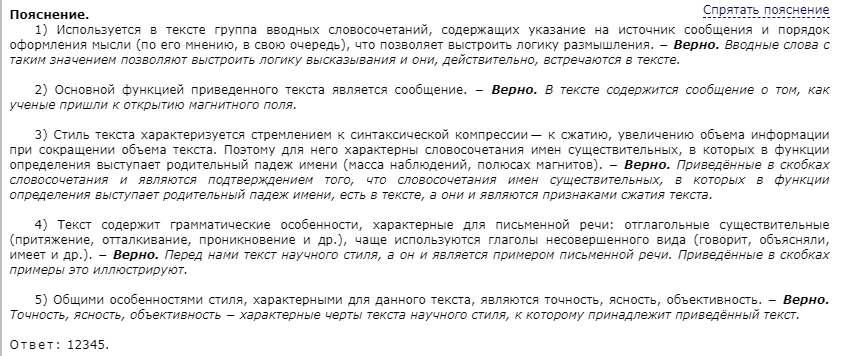 Спрятать пояснение
Пояснение.
1) Используется в тексте группа вводных словосочетаний, содержащих указание на источник сообщения и порядок
оформления мысли (по его мнению, в свою очередь), что позволяет выстроить логику размышления. − Верно. Вводные слова с
таким значением позволяют выстроить логику высказывания и они, действительно, встречаются в тексте.
2) Основной функцией приведенного текста является сообщение. − Верно. В тексте содержится сообщение о том, как
ученые пришли к открытию магнитного поля.
3) Стиль текста характеризуется стремлением к синтаксической компрессии — к сжатию, увеличению объема информации
при сокращении объема текста. Поэтому для него характерны словосочетания имен существительных, в которых в функции
определения выступает родительный падеж имени (масса наблюдений, полюсах магнитов). − Верно. Приведённые в скобках
словосочетания и являются подтверждением того, что словосочетания имен существительных, в которых в функции
определения выступает родительный падеж имени, есть в тексте, а они и являются признаками сжатия текста.
4) Текст содержит грамматические особенности, характерные для письменной речи: отглагольные существительные
(притяжение, отталкивание, проникновение и др.), чаще используются глаголы несовершенного вида (говорит, объясняли,
имеет и др.). − Верно. Перед нами текст научного стиля, а он и является примером письменной речи. Приведённые в скобках
примеры это иллюстрируют.
5) Общими особенностями стиля, характерными для данного текста, являются точность, ясность, объективность. − Верно.
Точность, ясность, объективность − характерные черты текста научного стиля, к которому принадлежит приведённый текст.
Ответ: 12345.